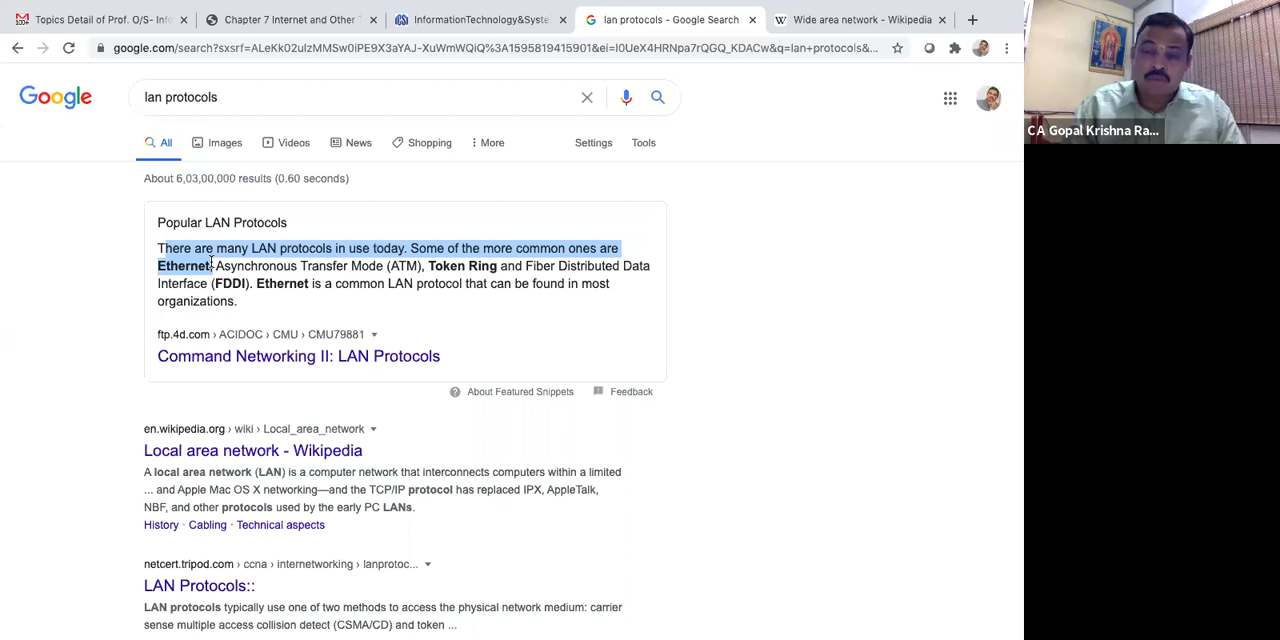 Topics Detail of Prof. O/S- Info
Chapter 7 Internet and Other
InformationTechnology&Syste
lan protocols - Google Search
Wide area network - Wikipedia
google.com/search?sxsrf=ALeKk02uIzMMSw0iPE9X3aYAJ-XuWmWQiQ%3A1595819415901&ei=l0UeX4HRNpa7rQGQ_KDACw&q=lan+protocols&...
Google
lan protocols
All
Images
Videos
News
Shopping
More
Settings
Tools
About 6,03,00,000 results (0.60 seconds)
Popular LAN Protocols
There are many LAN protocols in use today. Some of the more common ones are
Ethernet, Asynchronous Transfer Mode (ATM), Token Ring and Fiber Distributed Data
Interface (FDDI). Ethernet is a common LAN protocol that can be found in most
organizations.
ftp.4d.com › ACIDOC › CMU › CMU79881
Command Networking II: LAN Protocols
About Featured Snippets
Feedback
en.wikipedia.org › wiki › Local_area_network
Local area network - Wikipedia
A local area network (LAN) is a computer network that interconnects computers within a limited
... and Apple Mac OS X networking—and the TCP/IP protocol has replaced IPX, AppleTalk,
NBF, and other protocols used by the early PC LANs.
History · Cabling · Technical aspects
netcert.tripod.com › ccna › internetworking › lanprotoc...
LAN Protocols::
LAN protocols typically use one of two methods to access the physical network medium: carrier
sense multiple access collision detect (CSMA/CD) and token ...
CA Gopal Krishna Ra...